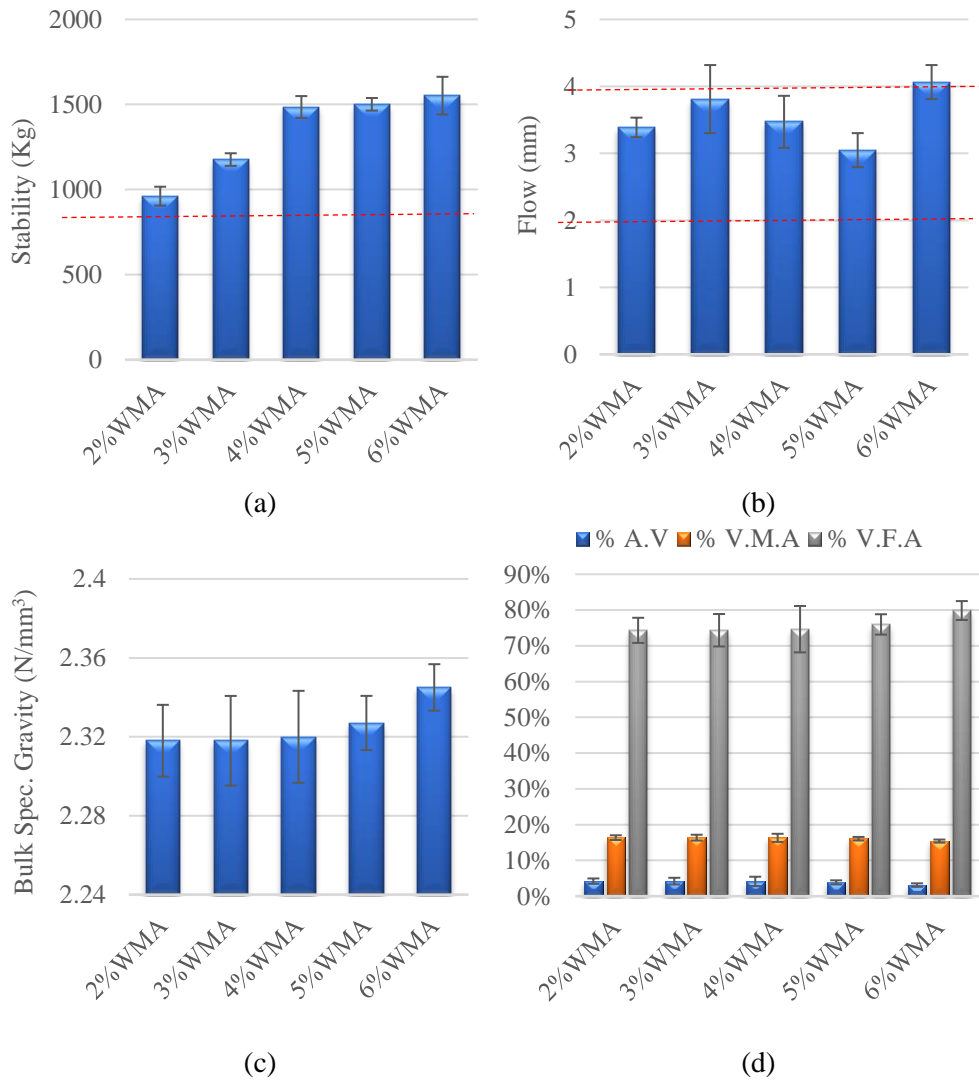 Stability (Kg)
2000
1500
1000
500
0
2%WMA
3%WMA
4%WMA
5%WMA
6%WMA
(a)
Flow (mm)
5
4
3
2
1
0
2%WMA
3%WMA
4%WMA
5%WMA
6%WMA
(b)
Bulk Spec. Gravity (N/mm³)
2.4
2.36
2.32
2.28
2.24
2%WMA
3%WMA
4%WMA
5%WMA
6%WMA
(c)
% A.V % V.M.A % V.F.A
90%
80%
70%
60%
50%
40%
30%
20%
10%
0%
2%WMA
3%WMA
4%WMA
5%WMA
6%WMA
(d)